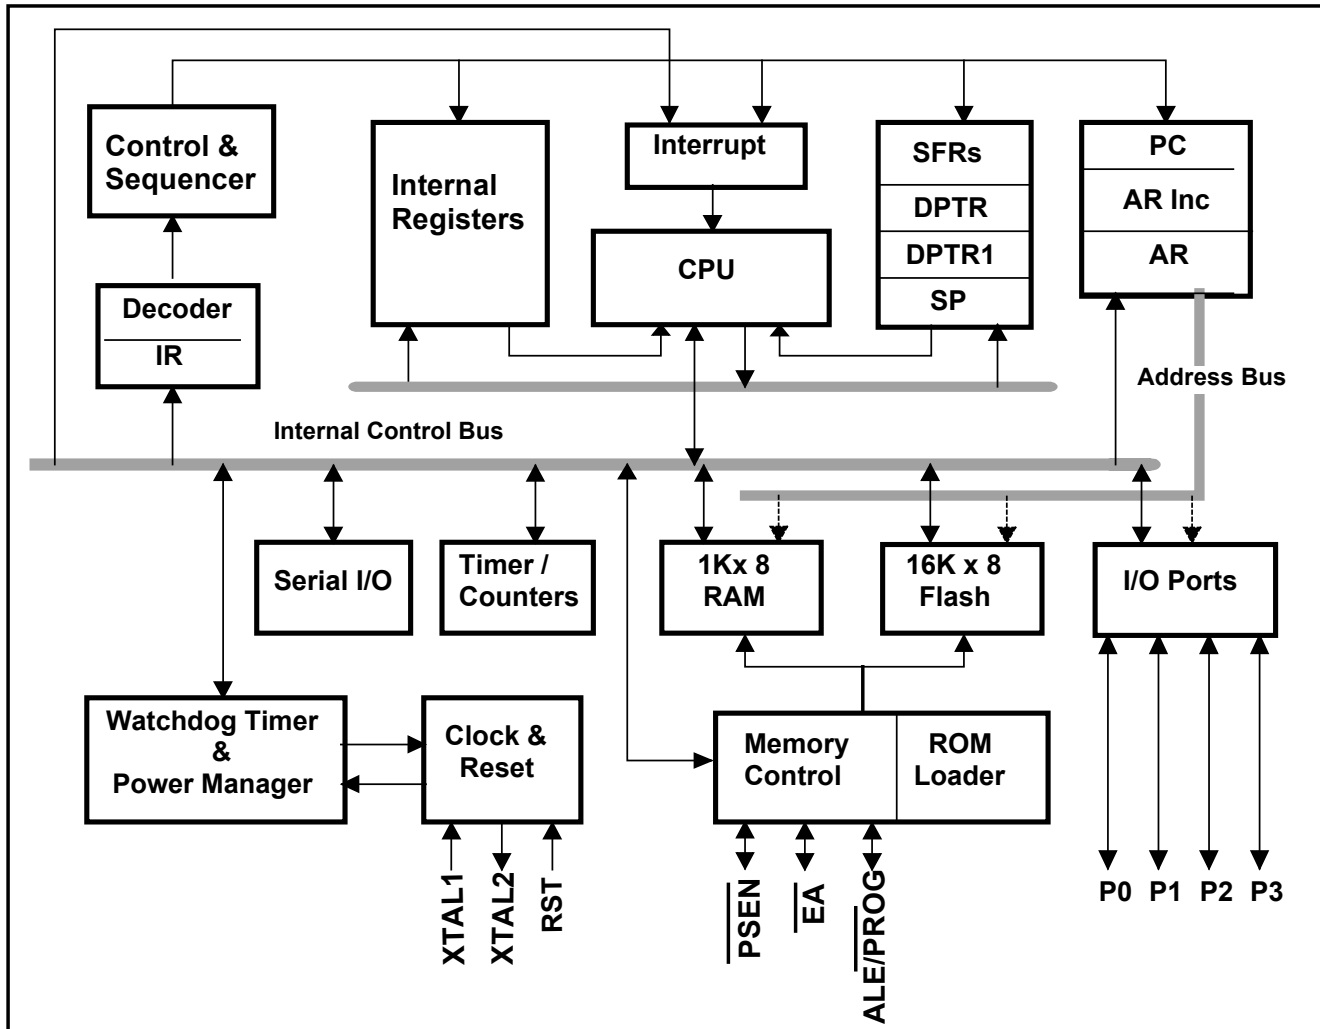 Control &
Sequencer
Internal
Registers
Interrupt
CPU
SFRs
DPTR
DPTR1
SP
PC
AR Inc
AR
Decoder
IR
Address Bus
Internal Control Bus
Serial I/O
Timer /
Counters
1Kx 8
RAM
16K x 8
Flash
I/O Ports
Watchdog Timer
&
Power Manager
Clock &
Reset
Memory
Control
ROM
Loader
XTAL1
XTAL2
RST
PSEN
EA
ALE/PROG
P0
P1
P2
P3